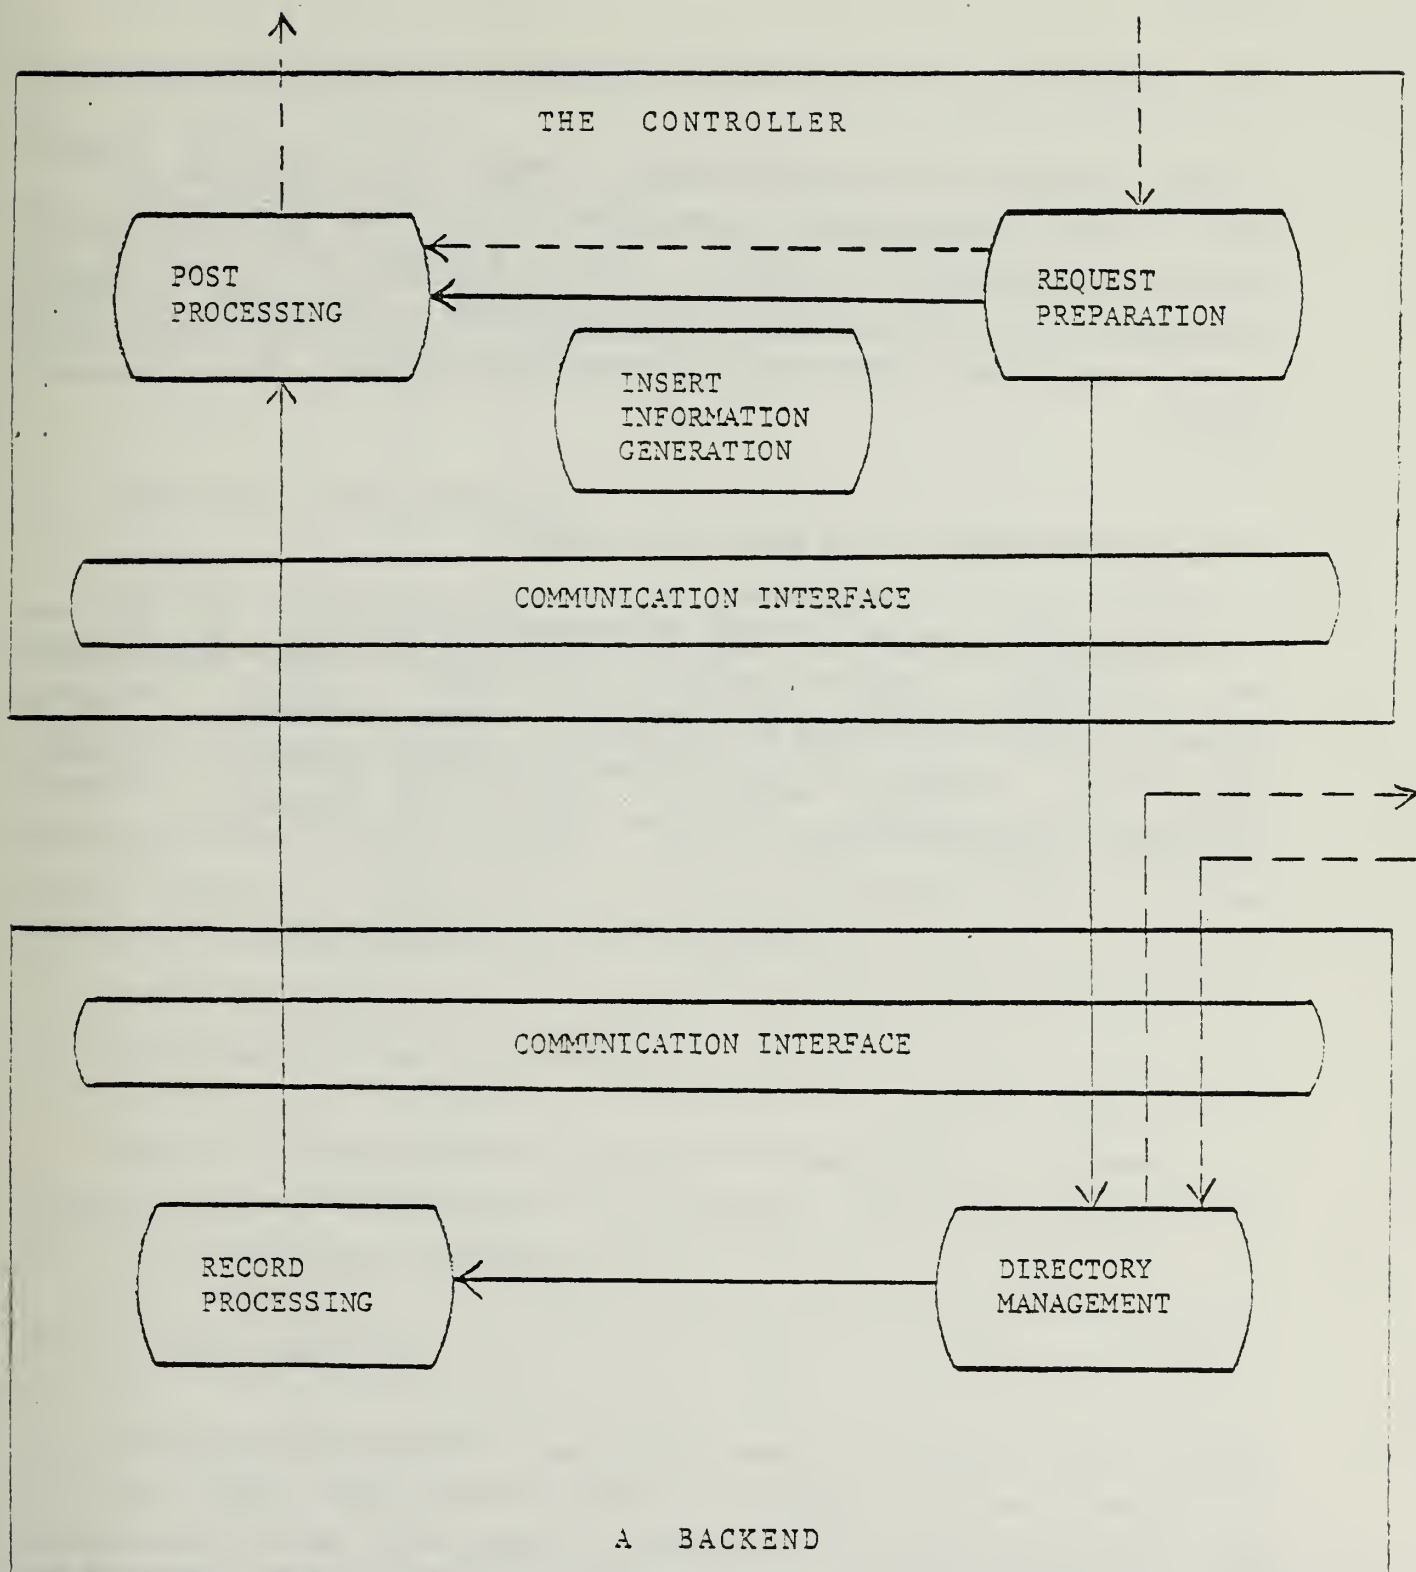 THE CONTROLLER
POST
PROCESSING
REQUEST
PREPARATION
INSERT
INFORMATION
GENERATION
COMMUNICATION INTERFACE
COMMUNICATION INTERFACE
RECORD
PROCESSING
DIRECTORY
MANAGEMENT
A BACKEND